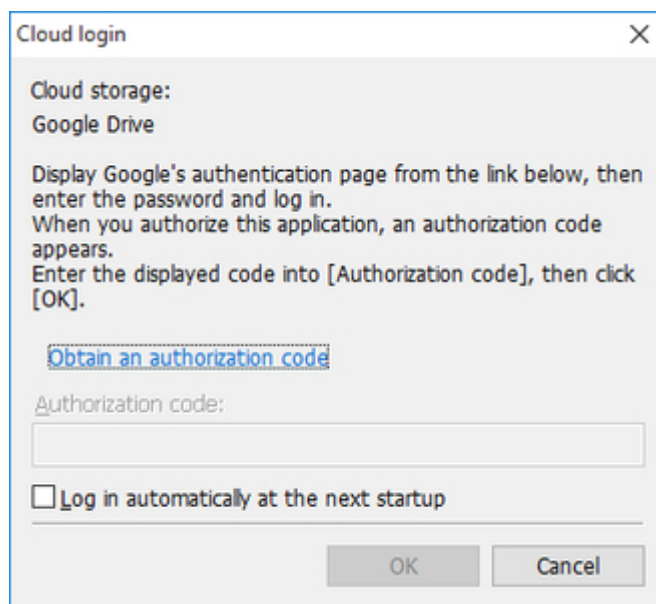 Cloud login
Cloud storage:
Google Drive
Display Google's authentication page from the link below, then
enter the password and log in.
When you authorize this application, an authorization code
appears.
Enter the displayed code into [Authorization code], then click
[OK].
Obtain an authorization code
Authorization code:
Log in automatically at the next startup
OK
Cancel